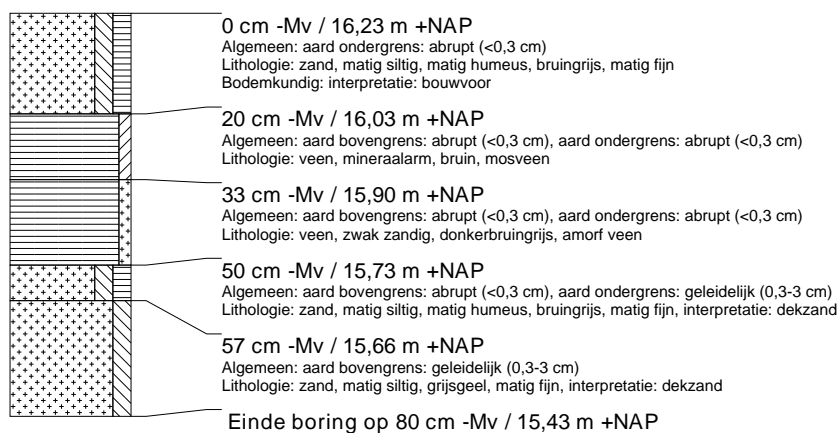 0 cm -Mv / 16,23 m +NAP
Algemeen: aard ondergrens: abrupt (<0,3 cm)
Lithologie: zand, matig siltig, matig humeus, bruingrijs, matig fijn
Bodemkundig: interpretatie: bouwvoor
20 cm -Mv / 16,03 m +NAP
Algemeen: aard bovengrens: abrupt (<0,3 cm), aard ondergrens: abrupt (<0,3 cm)
Lithologie: veen, mineraalarm, bruin, mosveen
33 cm -Mv / 15,90 m +NAP
Algemeen: aard bovengrens: abrupt (<0,3 cm), aard ondergrens: abrupt (<0,3 cm)
Lithologie: veen, zwak zandig, donkerbruingrijs, amorf veen
50 cm -Mv / 15,73 m +NAP
Algemeen: aard bovengrens: abrupt (<0,3 cm), aard ondergrens: geleidelijk (0,3-3 cm)
Lithologie: zand, matig siltig, matig humeus, bruingrijs, matig fijn, interpretatie: dekzand
57 cm -Mv / 15,66 m +NAP
Algemeen: aard bovengrens: geleidelijk (0,3-3 cm)
Lithologie: zand, matig siltig, grijsgeel, matig fijn, interpretatie: dekzand
Einde boring op 80 cm -Mv / 15,43 m +NAP